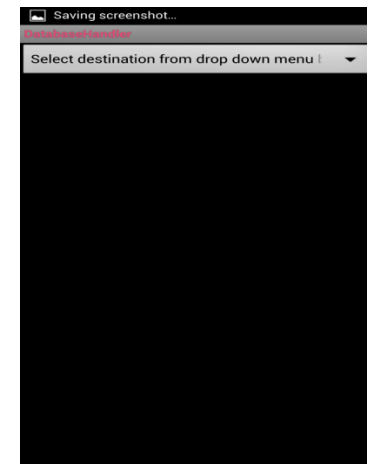 Saving screenshot...
DatabaseHandler
Select destination from drop down menu